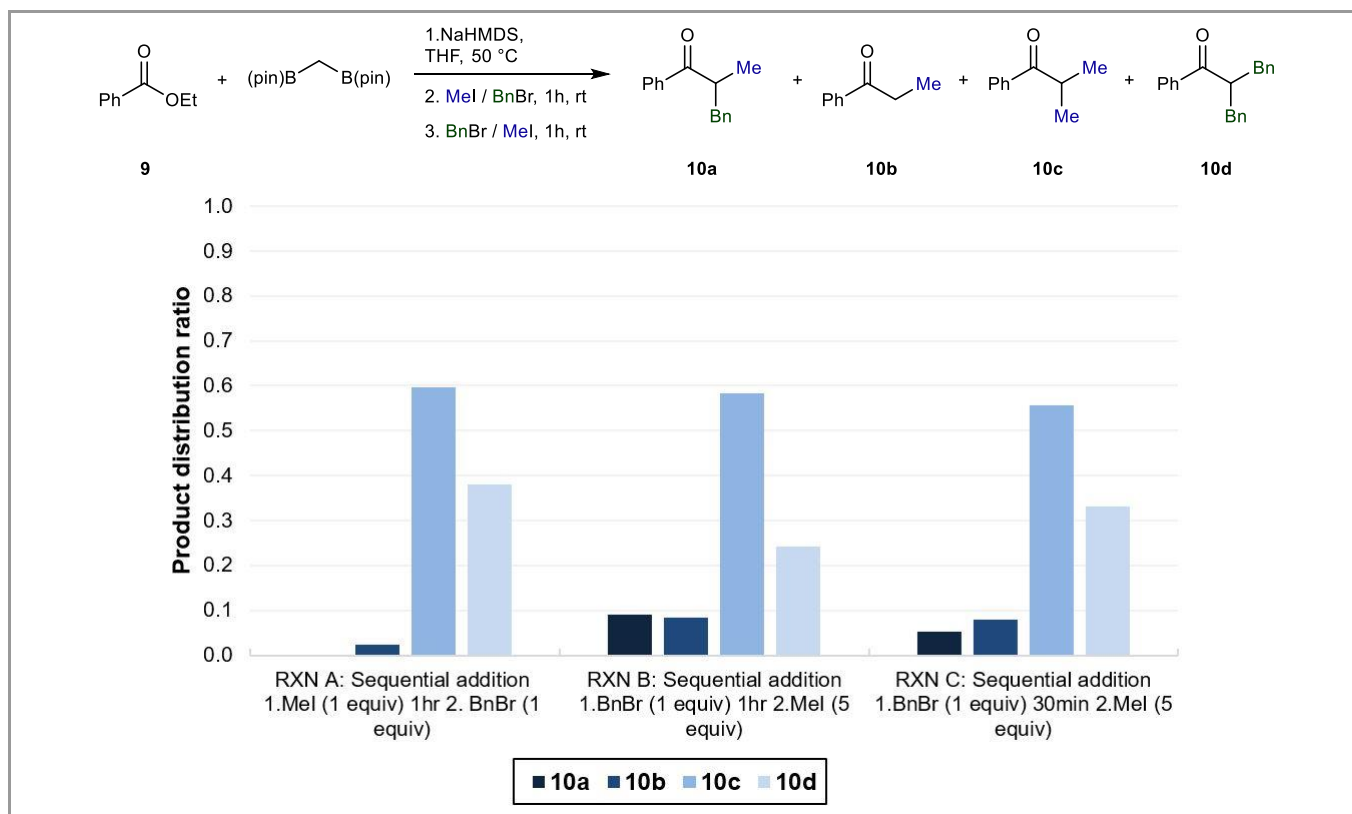 1.NaHMDS,
THF, 50 °C
2. MeI / BnBr, 1h, rt
3. BnBr / MeI, 1h, rt
O
Ph
OEt
+
(pin)B
B(pin)
O
Ph
Me
Bn
+
O
Ph
Me
+
O
Ph
Me
Me
+
O
Ph
Bn
Bn
9
10a
10b
10c
10d
Product distribution ratio
1.0
0.9
0.8
0.7
0.6
0.5
0.4
0.3
0.2
0.1
0.0
RXN A: Sequential addition
1.MeI (1 equiv) 1hr 2. BnBr (1
equiv)
RXN B: Sequential addition
1.BnBr (1 equiv) 1hr 2.MeI (5
equiv)
RXN C: Sequential addition
1.BnBr (1 equiv) 30min 2.MeI (5
equiv)
10a 10b 10c 10d